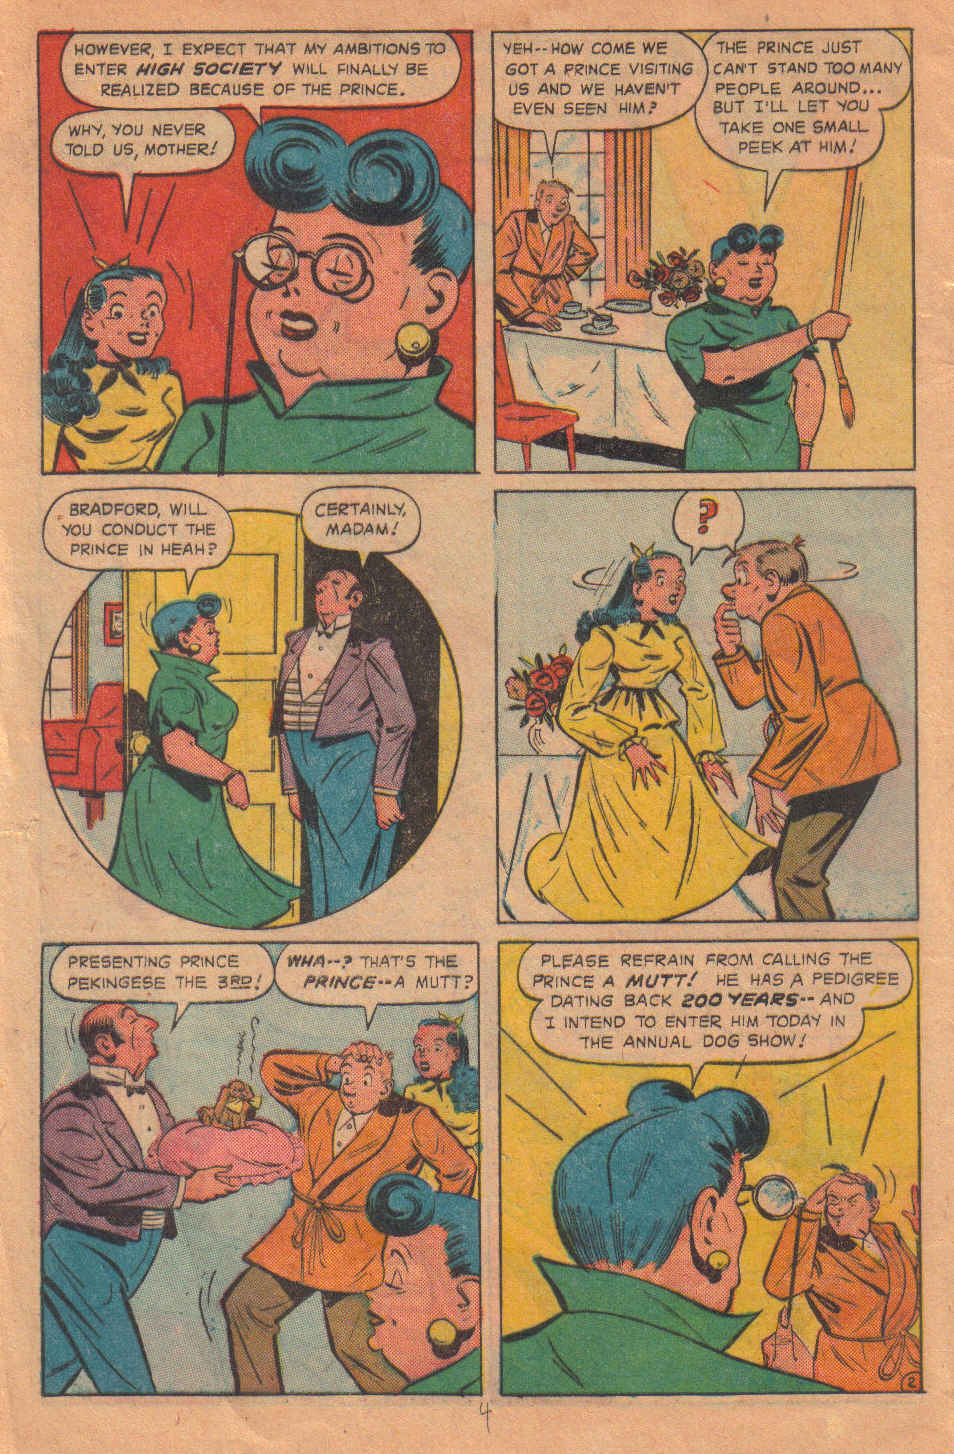 HOWEVER, I EXPECT THAT MY AMBITIONS TO
ENTER HIGH SOCIETY WILL FINALLY BE
REALIZED BECAUSE OF THE PRINCE.
WHY, YOU NEVER
TOLD US, MOTHER!
YEH--HOW COME WE
GOT A PRINCE VISITING
US AND WE HAVEN'T
EVEN SEEN HIM?
THE PRINCE JUST
CAN'T STAND TOO MANY
PEOPLE AROUND...
BUT I'LL LET YOU
TAKE ONE SMALL
PEEK AT HIM!
BRADFORD, WILL
YOU CONDUCT THE
PRINCE IN HEAH?
CERTAINLY,
MADAM!
?
PRESENTING PRINCE
PEKINGESE THE 3RD!
WHA--? THAT'S THE
PRINCE--A MUTT?
PLEASE REFRAIN FROM CALLING THE
PRINCE A MUTT! HE HAS A PEDIGREE
DATING BACK 200 YEARS--AND
I INTEND TO ENTER HIM TODAY IN
THE ANNUAL DOG SHOW!
2
4